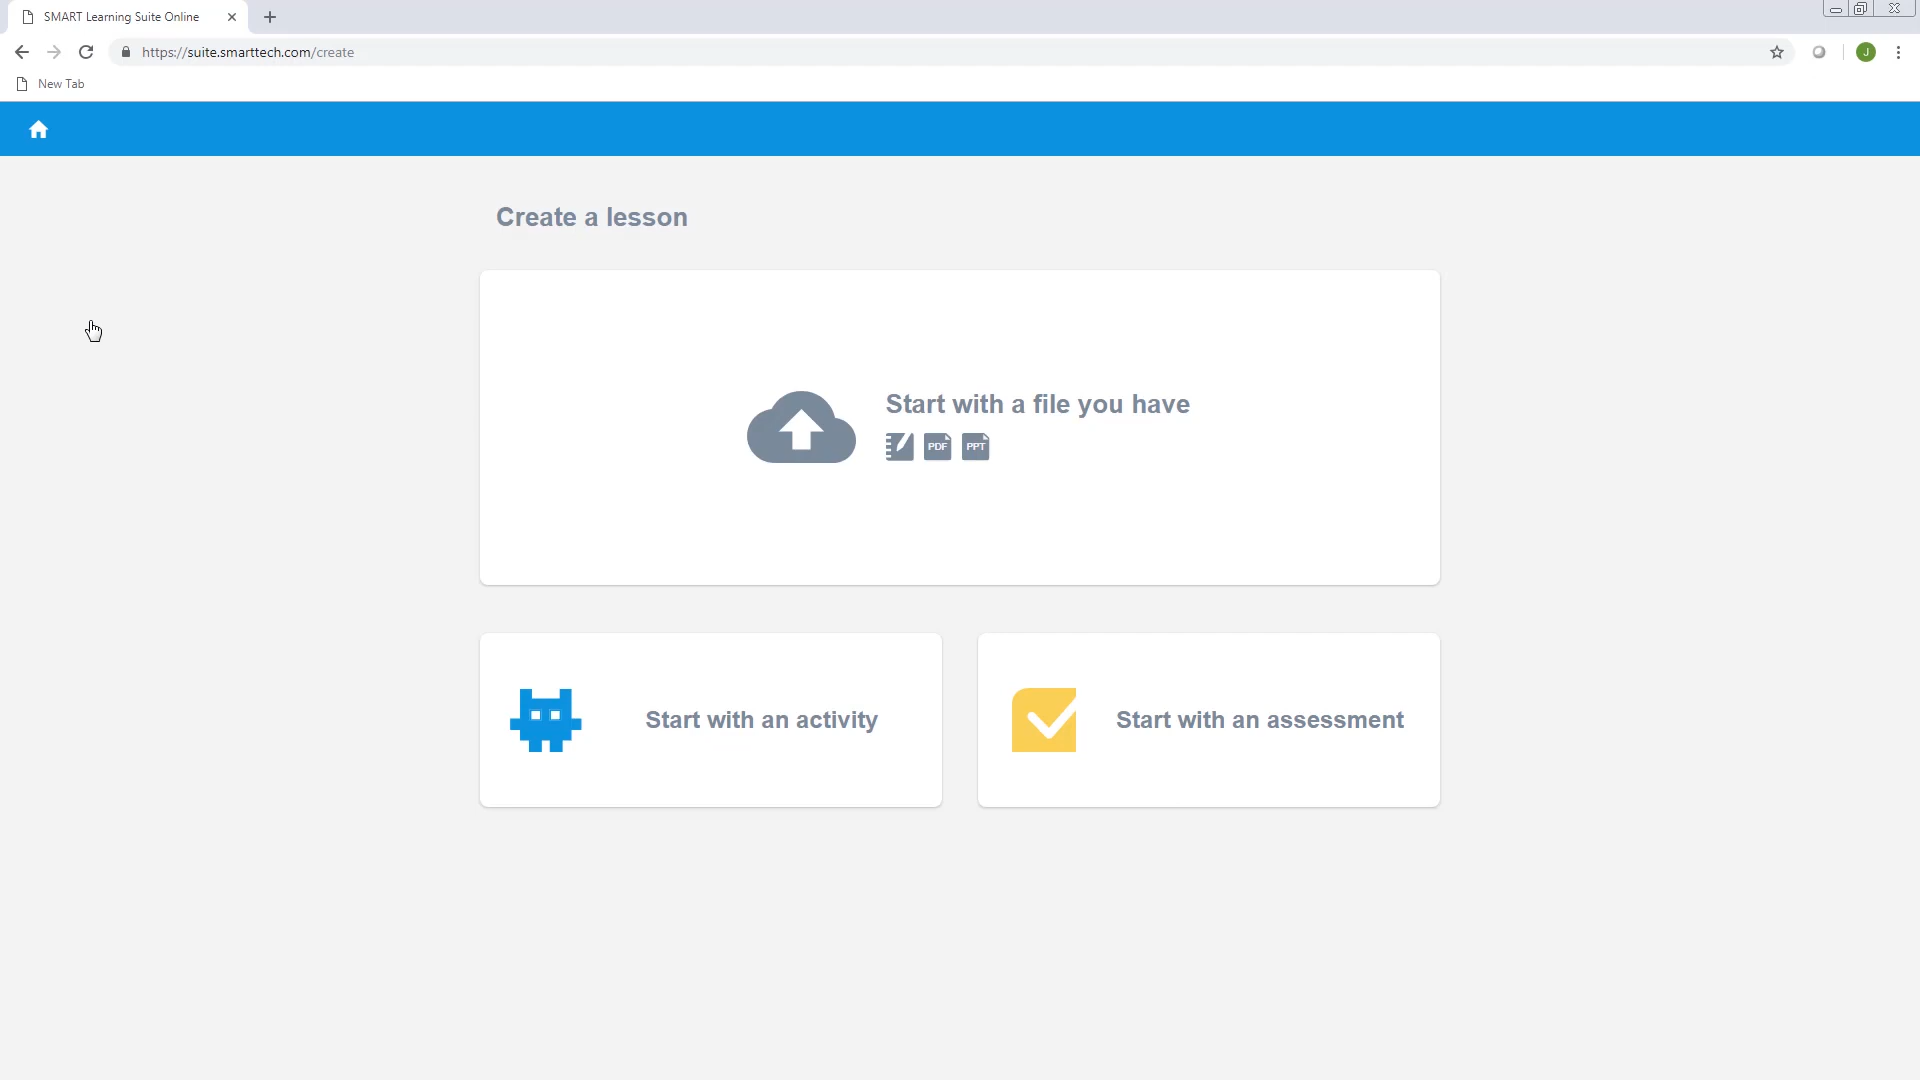 SMART Learning Suite Online
https://suite.smarttech.com/create
J
New Tab
Create a lesson
Start with a file you have
PDF PPT
Start with an activity
Start with an assessment